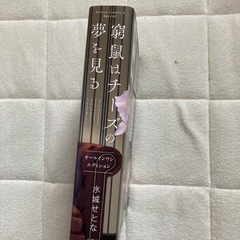 窮鼠はチーズの
夢を見る
オールインワン
エディション
水城せとな